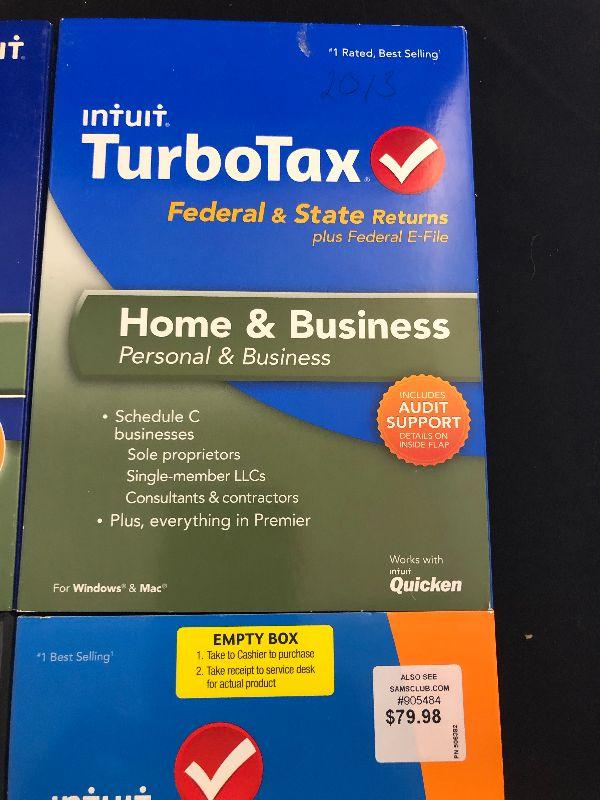 iT.
#1 Rated, Best Selling¹
2013
intuit.
TurboTax®
Federal & State Returns
plus Federal E-File
Home & Business
Personal & Business
• Schedule C
businesses
Sole proprietors
Single-member LLCs
Consultants & contractors
• Plus, everything in Premier
INCLUDES
AUDIT
SUPPORT
DETAILS ON
INSIDE FLAP
Works with
intuit
Quicken
For Windows® & Mac®
#1 Best Selling¹
EMPTY BOX
1. Take to Cashier to purchase
2. Take receipt to service desk
for actual product
ALSO SEE
SAMSCLUB.COM
#905484
$79.98
intuit